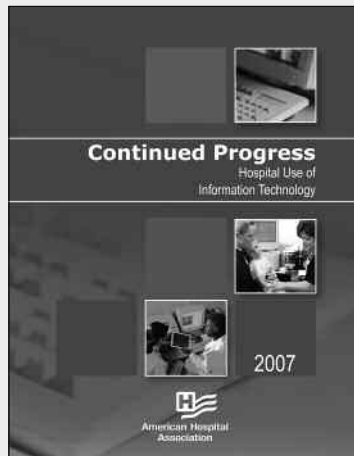 Continued Progress
Hospital Use of
Information Technology
2007
H
American Hospital
Association